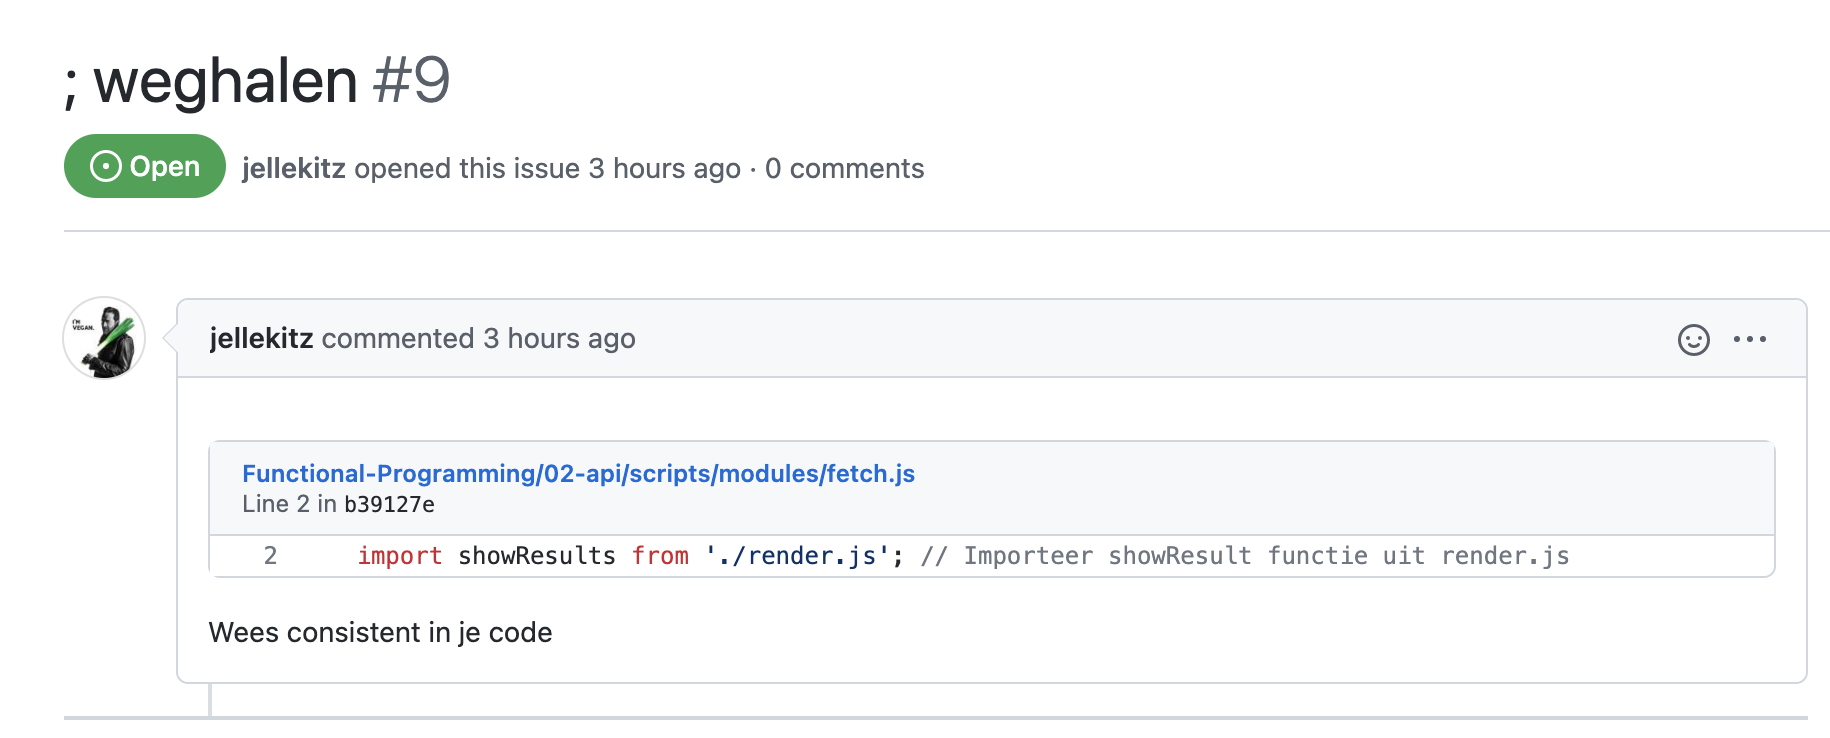 ; weghalen #9
Open jellekitz opened this issue 3 hours ago · 0 comments
I'M
VEGAN.
jellekitz commented 3 hours ago
Functional-Programming/02-api/scripts/modules/fetch.js
Line 2 in b39127e
2 import showResults from './render.js'; // Importeer showResult functie uit render.js
Wees consistent in je code